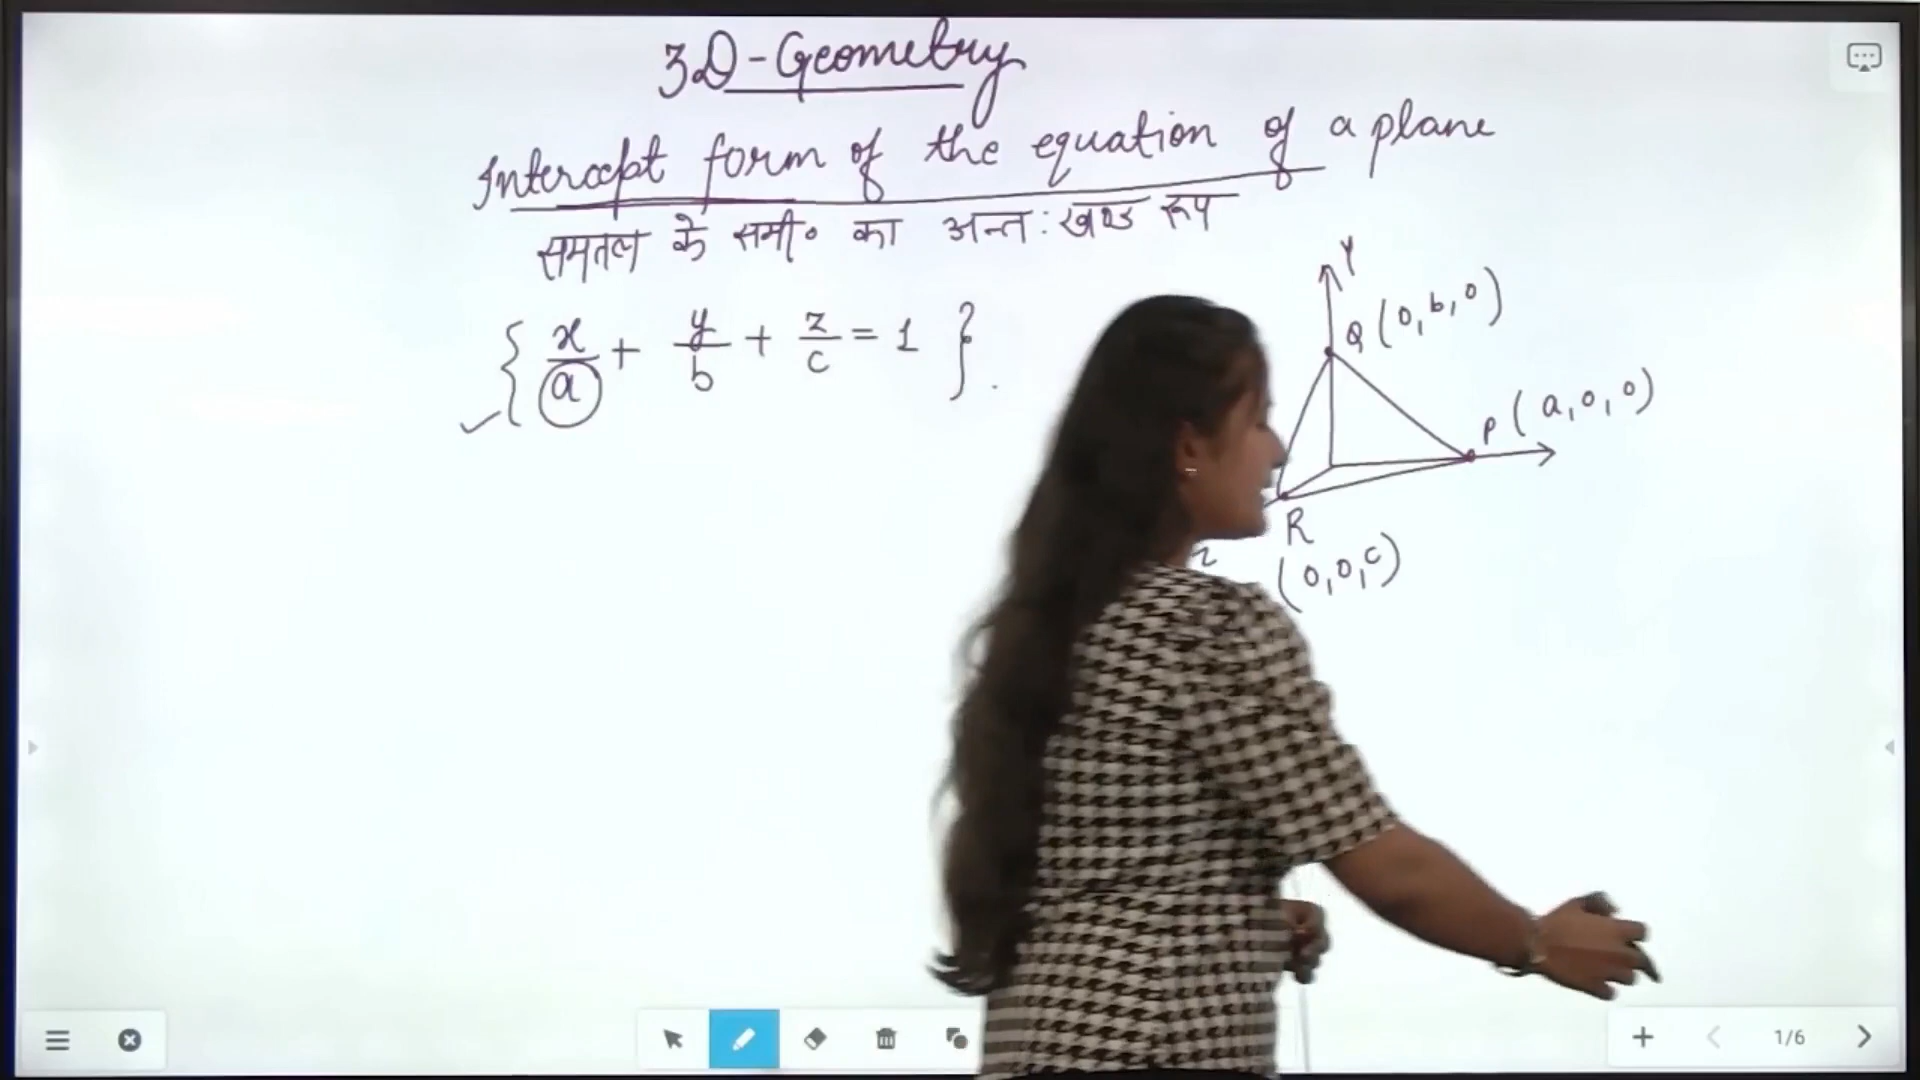 3D-Geometry
Intercept form of the equation of a plane
समतल के समी० का अन्त: खण्ड रूप
{ x/a + y/b + z/c = 1 }.
Y
Q (0, b, 0)
P (a, 0, 0)
R
(0, 0, c)
z
1/6